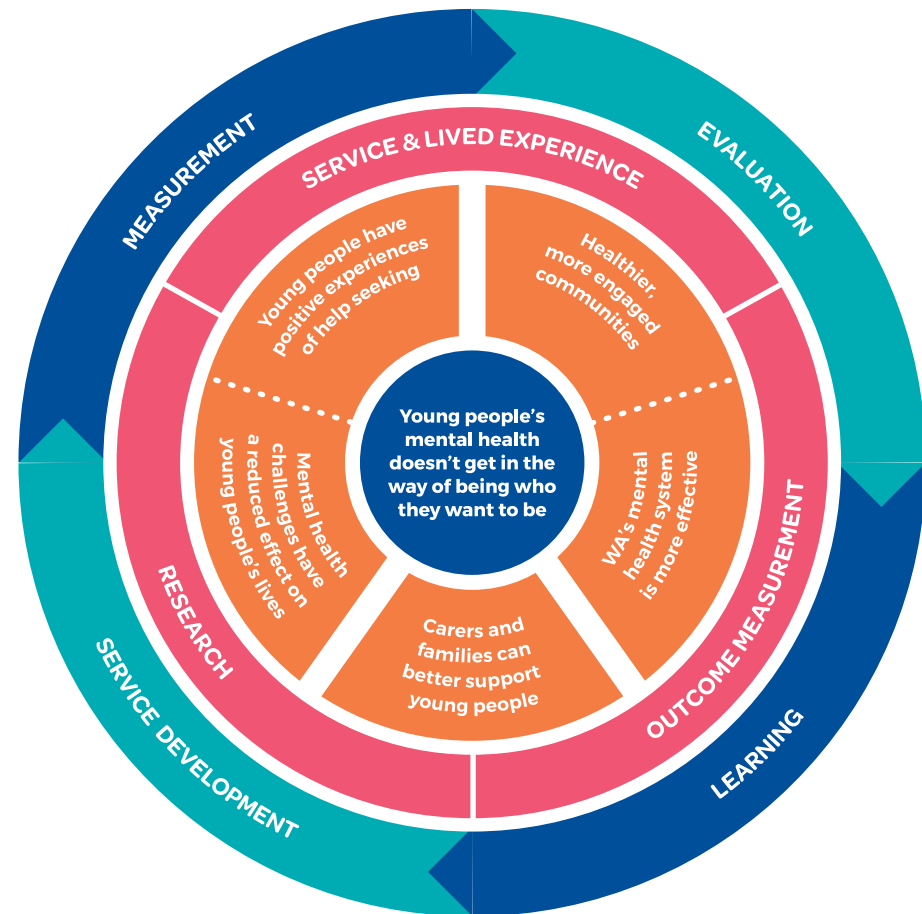 MEASUREMENT
EVALUATION
LEARNING
SERVICE DEVELOPMENT
SERVICE & LIVED EXPERIENCE
OUTCOME MEASUREMENT
RESEARCH
Young people have
positive experiences
of help seeking
Healthier,
more engaged
communities
WA's mental
health system
is more effective
Carers and
families can
better support
young people
Mental health
challenges have
a reduced effect on
young people's lives
Young people's
mental health
doesn't get in the
way of being who
they want to be